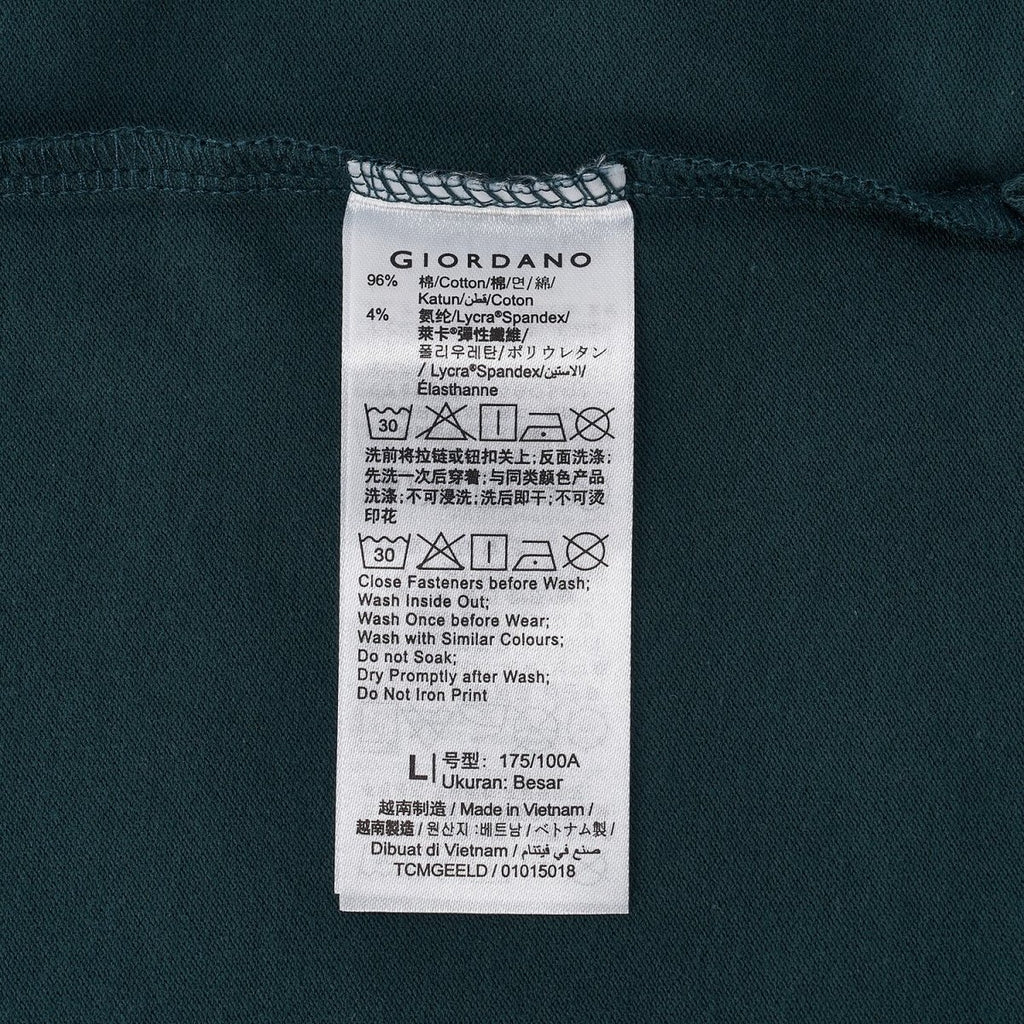 GIORDANO
96% 棉/Cotton/棉/면/綿/
Katun/قطن/Coton
4% 氨纶/Lycra®Spandex/
萊卡®彈性纖維/
폴리우레탄/ポリウレタン
/ Lycra®Spandex/الاستين/
Élasthanne
30
洗前将拉链或钮扣关上;反面洗涤;
先洗一次后穿着;与同类颜色产品
洗涤;不可浸洗;洗后即干;不可烫
印花
30
Close Fasteners before Wash;
Wash Inside Out;
Wash Once before Wear;
Wash with Similar Colours;
Do not Soak;
Dry Promptly after Wash;
Do Not Iron Print
L 号型: 175/100A
Ukuran: Besar
越南制造 / Made in Vietnam /
越南製造 / 원산지 :베트남 / ベトナム製 /
Dibuat di Vietnam / صنع في فيتنام
TCMGEELD / 01015018